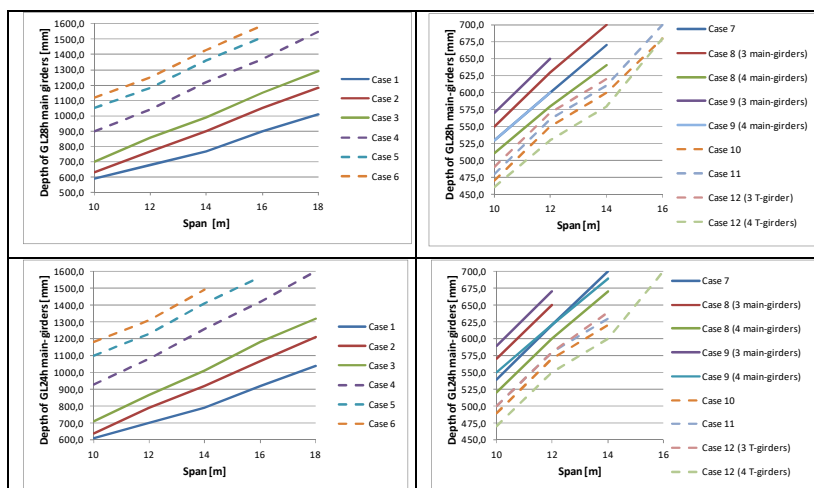 Depth of GL28h main girders [mm]
1600,0
1500,0
1400,0
1300,0
1200,0
1100,0
1000,0
900,0
800,0
700,0
600,0
500,0
10 12 14 16 18
Span [m]
Case 1
Case 2
Case 3
Case 4
Case 5
Case 6
Depth of GL28h main-girders [mm]
700,0
675,0
650,0
625,0
600,0
575,0
550,0
525,0
500,0
475,0
450,0
10 12 14 16
Span [m]
Case 7
Case 8 (3 main-girders)
Case 8 (4 main-girders)
Case 9 (3 main-girders)
Case 9 (4 main-girders)
Case 10
Case 11
Case 12 (3 T-girder)
Case 12 (4 T-girders)
Depth of GL24h main-girders [mm]
1600,0
1500,0
1400,0
1300,0
1200,0
1100,0
1000,0
900,0
800,0
700,0
600,0
10 12 14 16 18
Span [m]
Case 1
Case 2
Case 3
Case 4
Case 5
Case 6
Depth of GL24h main-girders [mm]
700,0
675,0
650,0
625,0
600,0
575,0
550,0
525,0
500,0
475,0
450,0
10 12 14 16
Span [m]
Case 7
Case 8 (3 main-girders)
Case 8 (4 main-girders)
Case 9 (3 main-girders)
Case 9 (4 main-girders)
Case 10
Case 11
Case 12 (3 T-girders)
Case 12 (4 T-girders)